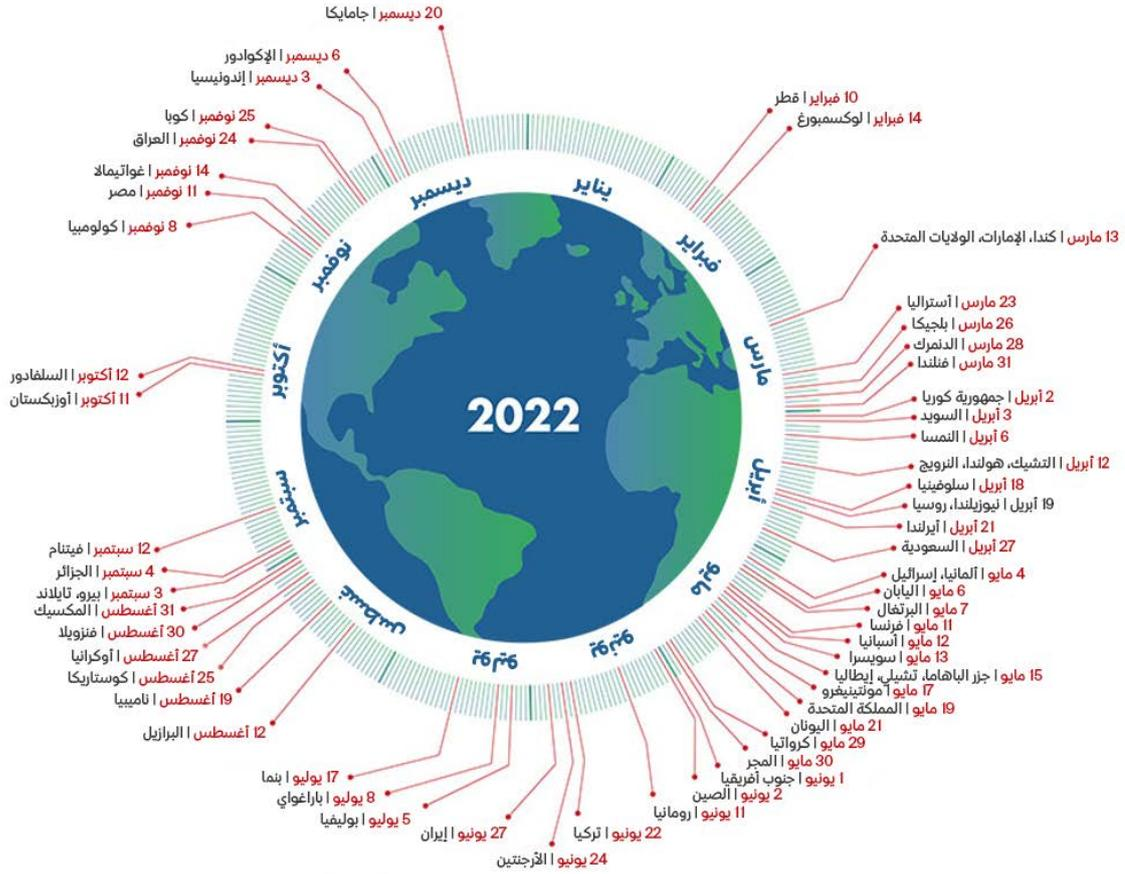 20 ديسمبر | جامايكا
6 ديسمبر | الإكوادور
3 ديسمبر | إندونيسيا
25 نوفمبر | كوبا
24 نوفمبر | العراق
14 نوفمبر | غواتيمالا
11 نوفمبر | مصر
8 نوفمبر | كولومبيا
12 أكتوبر | السلفادور
11 أكتوبر | أوزبكستان
12 سبتمبر | فيتنام
4 سبتمبر | الجزائر
3 سبتمبر | بيرو، تايلاند
31 أغسطس | المكسيك
30 أغسطس | فنزويلا
27 أغسطس | أوكرانيا
25 أغسطس | كوستاريكا
19 أغسطس | ناميبيا
12 أغسطس | البرازيل
17 يوليو | بنما
8 يوليو | باراغواي
5 يوليو | بوليفيا
27 يونيو | إيران
24 يونيو | الأرجنتين
22 يونيو | تركيا
11 يونيو | رومانيا
2 يونيو | الصين
1 يونيو | جنوب أفريقيا
30 مايو | المجر
29 مايو | كرواتيا
21 مايو | اليونان
19 مايو | المملكة المتحدة
17 مايو | مونتينيغرو
15 مايو | جزر الباهاما، تشيلي، إيطاليا
13 مايو | سويسرا
12 مايو | أسبانيا
11 مايو | فرنسا
7 مايو | البرتغال
6 مايو | اليابان
4 مايو | ألمانيا، إسرائيل
27 أبريل | السعودية
21 أبريل | أيرلندا
19 أبريل | نيوزيلندا، روسيا
18 أبريل | سلوفينيا
12 أبريل | التشيك، هولندا، النرويج
6 أبريل | النمسا
3 أبريل | السويد
2 أبريل | جمهورية كوريا
31 مارس | فنلندا
28 مارس | الدنمرك
26 مارس | بلجيكا
23 مارس | أستراليا
13 مارس | كندا، الإمارات، الولايات المتحدة
14 فبراير | لوكسمبورغ
10 فبراير | قطر
يناير
فبراير
مارس
أبريل
مايو
يونيو
يوليو
غسطس
سبتمبر
أكتوبر
نوفمبر
ديسمبر
2022